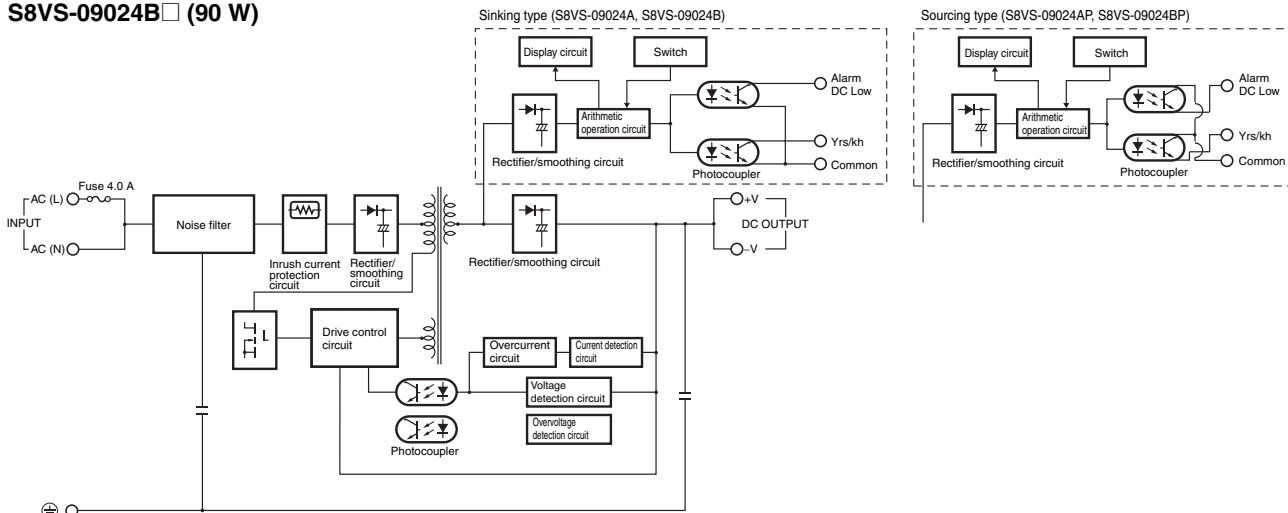 S8VS-09024B□ (90 W)
Sinking type (S8VS-09024A, S8VS-09024B)
Display circuit
Switch
Rectifier/smoothing circuit
Arithmetic
operation circuit
Photocoupler
Alarm
DC Low
Yrs/kh
Common
Sourcing type (S8VS-09024AP, S8VS-09024BP)
Display circuit
Switch
Rectifier/smoothing circuit
Arithmetic
operation circuit
Photocoupler
Alarm
DC Low
Yrs/kh
Common
INPUT
AC (L)
Fuse 4.0 A
AC (N)
Noise filter
Inrush current
protection
circuit
Rectifier/
smoothing
circuit
Rectifier/smoothing circuit
+V
DC OUTPUT
–V
Drive control
circuit
Overcurrent
circuit
Current detection
circuit
Voltage
detection circuit
Overvoltage
detection circuit
Photocoupler